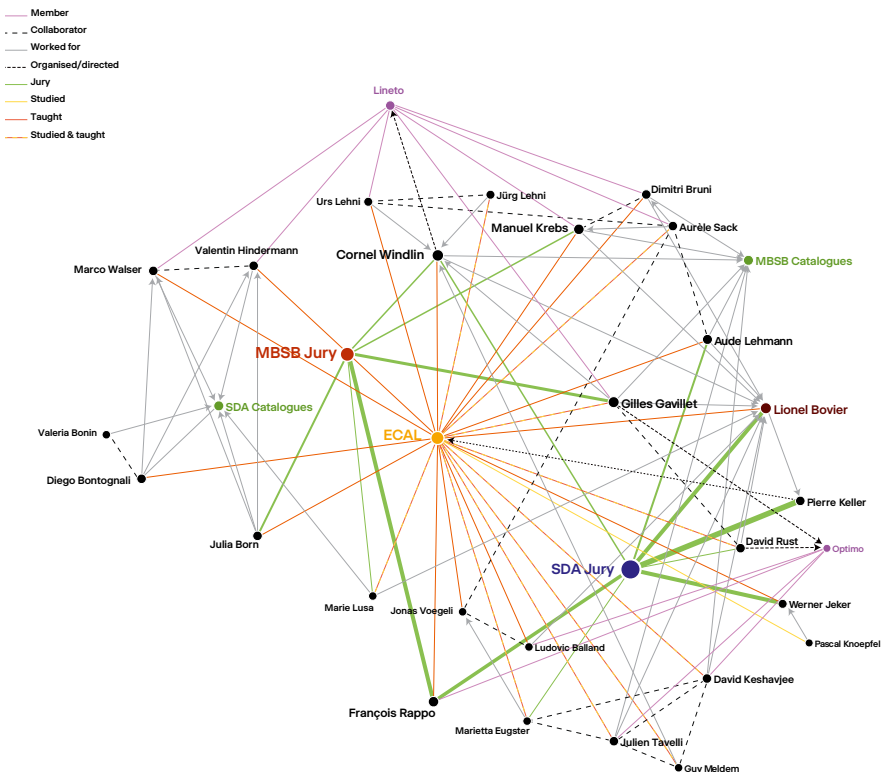 Member
Collaborator
Worked for
Organised/directed
Jury
Studied
Taught
Studied & taught
Lineto
Dimitri Bruni
Jürg Lehni
Urs Lehni
Manuel Krebs
Aurèle Sack
Valentin Hindermann
Cornel Windlin
MBSB Catalogues
Marco Walser
Aude Lehmann
MBSB Jury
Gilles Gavillet
SDA Catalogues
Lionel Bovier
Valeria Bonin
ECAL
Diego Bontognali
Pierre Keller
Julia Born
David Rust
Optimo
SDA Jury
Marie Lusa
Jonas Voegeli
Werner Jeker
Ludovic Balland
Pascal Knoepfel
David Keshavjee
François Rappo
Marietta Eugster
Julien Tavelli
Guy Meldem